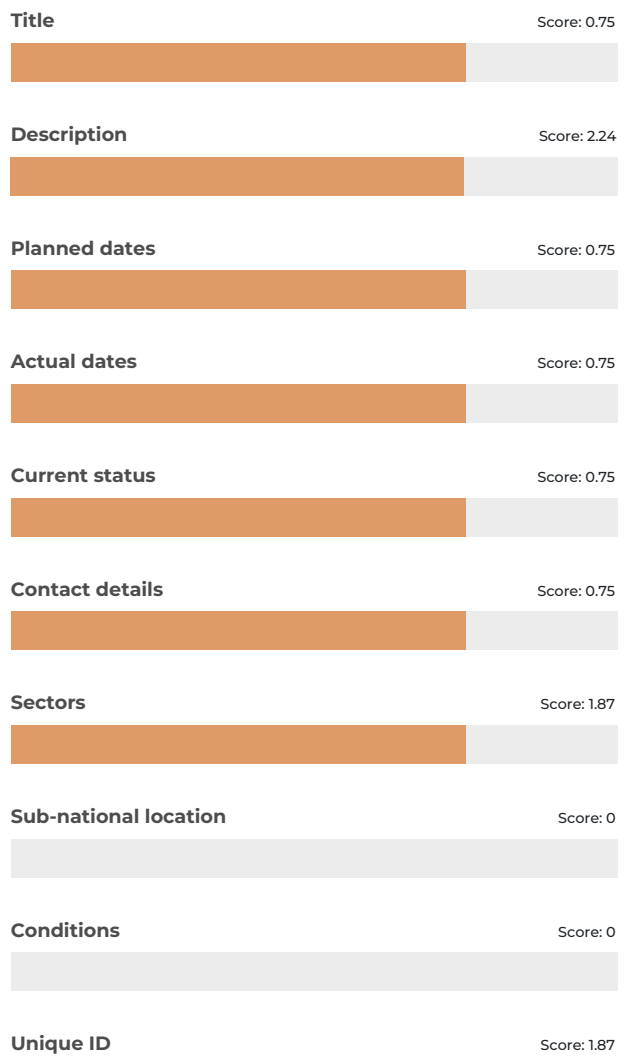 Title Score: 0.75
Description Score: 2.24
Planned dates Score: 0.75
Actual dates Score: 0.75
Current status Score: 0.75
Contact details Score: 0.75
Sectors Score: 1.87
Sub-national location Score: 0
Conditions Score: 0
Unique ID Score: 1.87